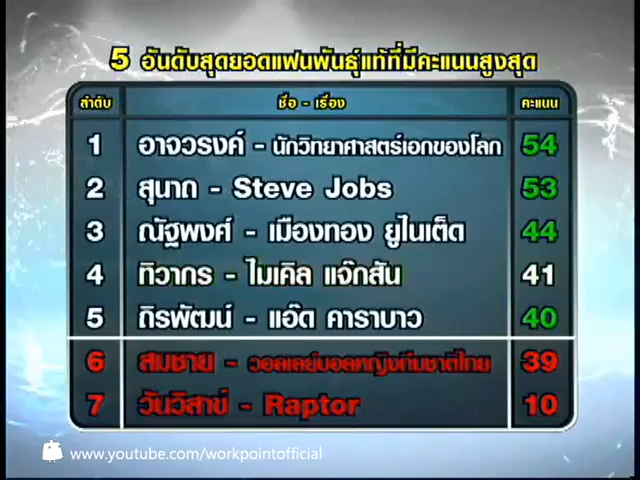 5 อันดับสุดยอดแฟนพันธุ์แท้ที่มีคะแนนสูงสุด
ลำดับ ชื่อ - เรื่อง คะแนน
1 อาจวรงค์ - นักวิทยาศาสตร์เอกของโลก 54
2 สุนาถ - Steve Jobs 53
3 ณัฐพงศ์ - เมืองทอง ยูไนเต็ด 44
4 ทิวากร - ไมเคิล แจ๊กสัน 41
5 ถิรพัฒน์ - แอ๊ด คาราบาว 40
6 สมชาย - วอลเลย์บอลหญิงทีมชาติไทย 39
7 วันวิสาข์ - Raptor 10
www.youtube.com/workpointofficial